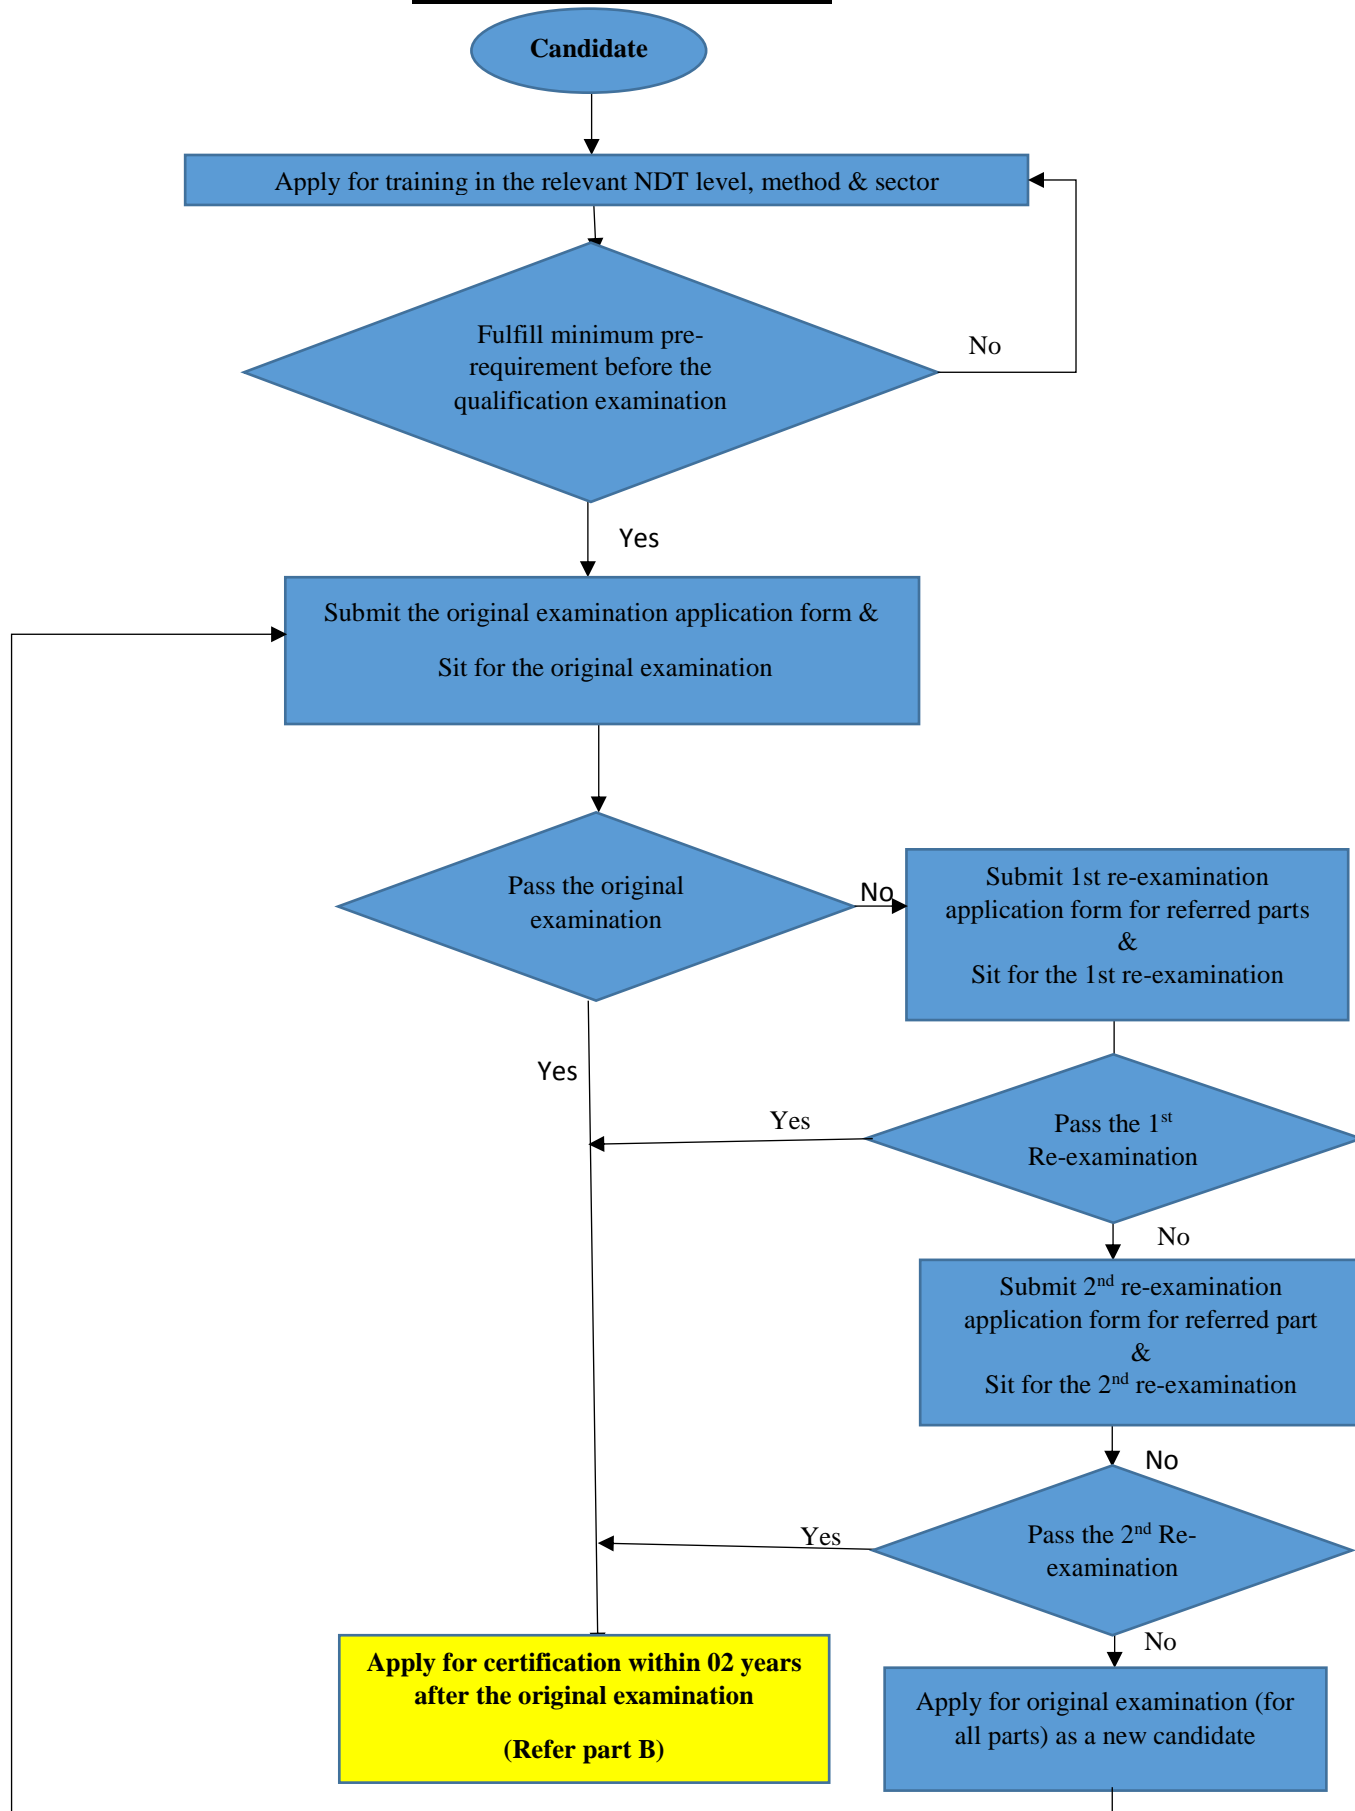 Candidate
Apply for training in the relevant NDT level, method & sector
Fulfill minimum pre-
requirement before the
qualification examination
No
Yes
Submit the original examination application form &
Sit for the original examination
Pass the original
examination
No
Submit 1st re-examination
application form for referred parts
&
Sit for the 1st re-examination
Yes
Yes
Pass the 1st
Re-examination
No
Submit 2nd re-examination
application form for referred part
&
Sit for the 2nd re-examination
No
Yes
Pass the 2nd Re-
examination
No
Apply for certification within 02 years
after the original examination
(Refer part B)
Apply for original examination (for
all parts) as a new candidate